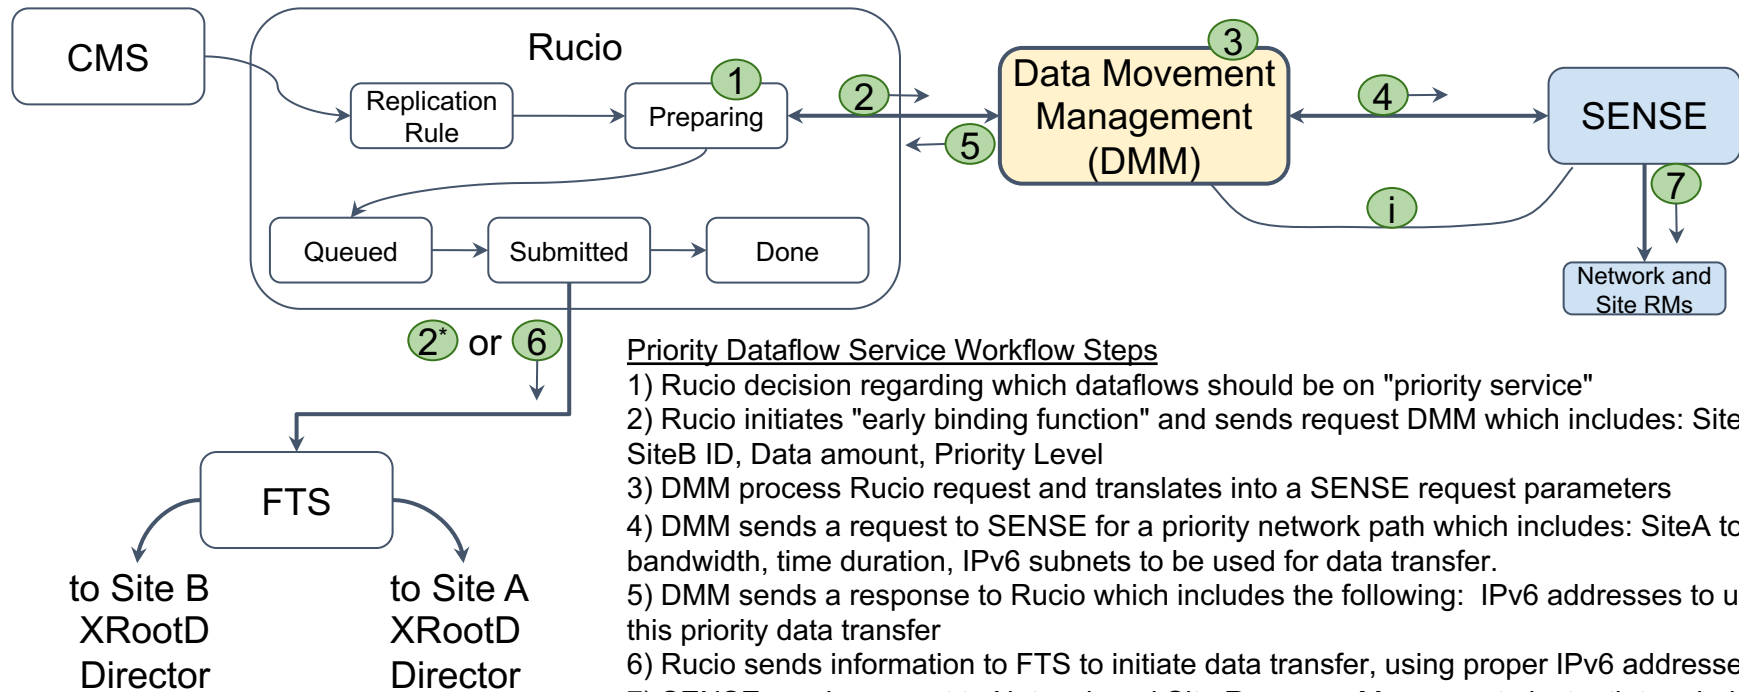 CMS
Rucio
Replication
Rule
1
Preparing
2
5
3
Data Movement
Management
(DMM)
4
SENSE
i
7
Network and
Site RMs
Queued
Submitted
Done
2* or 6
FTS
to Site B
XRootD
Director
to Site A
XRootD
Director
Priority Dataflow Service Workflow Steps
1) Rucio decision regarding which dataflows should be on "priority service"
2) Rucio initiates "early binding function" and sends request DMM which includes: Site
SiteB ID, Data amount, Priority Level
3) DMM process Rucio request and translates into a SENSE request parameters
4) DMM sends a request to SENSE for a priority network path which includes: SiteA to
bandwidth, time duration, IPv6 subnets to be used for data transfer.
5) DMM sends a response to Rucio which includes the following: IPv6 addresses to u
this priority data transfer
6) Rucio sends information to FTS to initiate data transfer, using proper IPv6 addresse